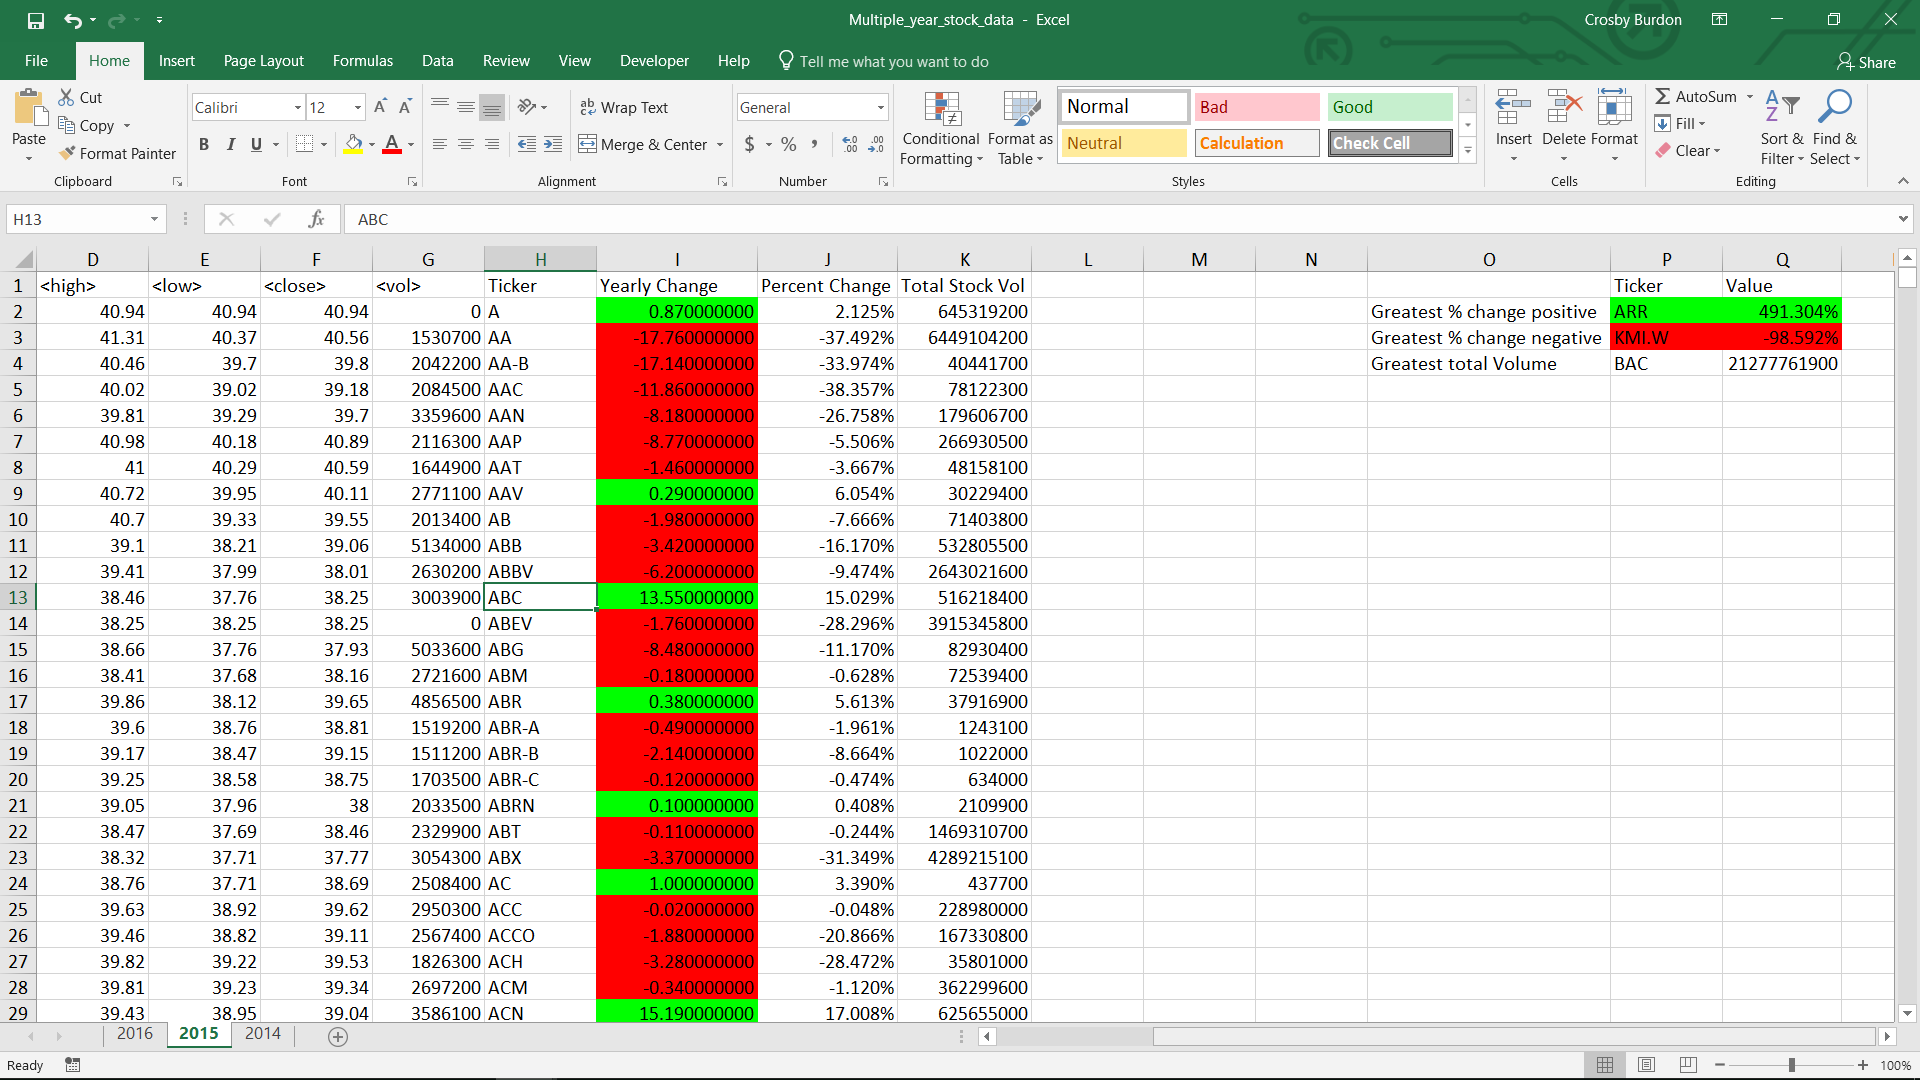 Multiple_year_stock_data - Excel
Crosby Burdon
File Home Insert Page Layout Formulas Data Review View Developer Help Tell me what you want to do Share
Paste
Cut
Copy
Format Painter
Clipboard
Calibri 12
B I U
Font
Wrap Text
Merge & Center
Alignment
General
$ % ,
Number
Conditional Formatting
Format as Table
Normal Bad Good
Neutral Calculation Check Cell
Styles
Insert Delete Format
Cells
AutoSum
Fill
Clear
Sort & Filter
Find & Select
Editing
H13 fx ABC
D E F G H I J K L M N O P Q
1 <high> <low> <close> <vol> Ticker Yearly Change Percent Change Total Stock Vol Ticker Value
2 40.94 40.94 40.94 0 A 0.870000000 2.125% 645319200 Greatest % change positive ARR 491.304%
3 41.31 40.37 40.56 1530700 AA -17.760000000 -37.492% 6449104200 Greatest % change negative KMI.W -98.592%
4 40.46 39.7 39.8 2042200 AA-B -17.140000000 -33.974% 40441700 Greatest total Volume BAC 21277761900
5 40.02 39.02 39.18 2084500 AAC -11.860000000 -38.357% 78122300
6 39.81 39.29 39.7 3359600 AAN -8.180000000 -26.758% 179606700
7 40.98 40.18 40.89 2116300 AAP -8.770000000 -5.506% 266930500
8 41 40.29 40.59 1644900 AAT -1.460000000 -3.667% 48158100
9 40.72 39.95 40.11 2771100 AAV 0.290000000 6.054% 30229400
10 40.7 39.33 39.55 2013400 AB -1.980000000 -7.666% 71403800
11 39.1 38.21 39.06 5134000 ABB -3.420000000 -16.170% 532805500
12 39.41 37.99 38.01 2630200 ABBV -6.200000000 -9.474% 2643021600
13 38.46 37.76 38.25 3003900 ABC 13.550000000 15.029% 516218400
14 38.25 38.25 38.25 0 ABEV -1.760000000 -28.296% 3915345800
15 38.66 37.76 37.93 5033600 ABG -8.480000000 -11.170% 82930400
16 38.41 37.68 38.16 2721600 ABM -0.180000000 -0.628% 72539400
17 39.86 38.12 39.65 4856500 ABR 0.380000000 5.613% 37916900
18 39.6 38.76 38.81 1519200 ABR-A -0.490000000 -1.961% 1243100
19 39.17 38.47 39.15 1511200 ABR-B -2.140000000 -8.664% 1022000
20 39.25 38.58 38.75 1703500 ABR-C -0.120000000 -0.474% 634000
21 39.05 37.96 38 2033500 ABRN 0.100000000 0.408% 2109900
22 38.47 37.69 38.46 2329900 ABT -0.110000000 -0.244% 1469310700
23 38.32 37.71 37.77 3054300 ABX -3.370000000 -31.349% 4289215100
24 38.76 37.71 38.69 2508400 AC 1.000000000 3.390% 437700
25 39.63 38.92 39.62 2950300 ACC -0.020000000 -0.048% 228980000
26 39.46 38.82 39.11 2567400 ACCO -1.880000000 -20.866% 167330800
27 39.82 39.22 39.53 1826300 ACH -3.280000000 -28.472% 35801000
28 39.81 39.23 39.34 2697200 ACM -0.340000000 -1.120% 362299600
29 39.43 38.95 39.04 3586100 ACN 15.190000000 17.008% 625655000
2016 2015 2014
Ready 100%